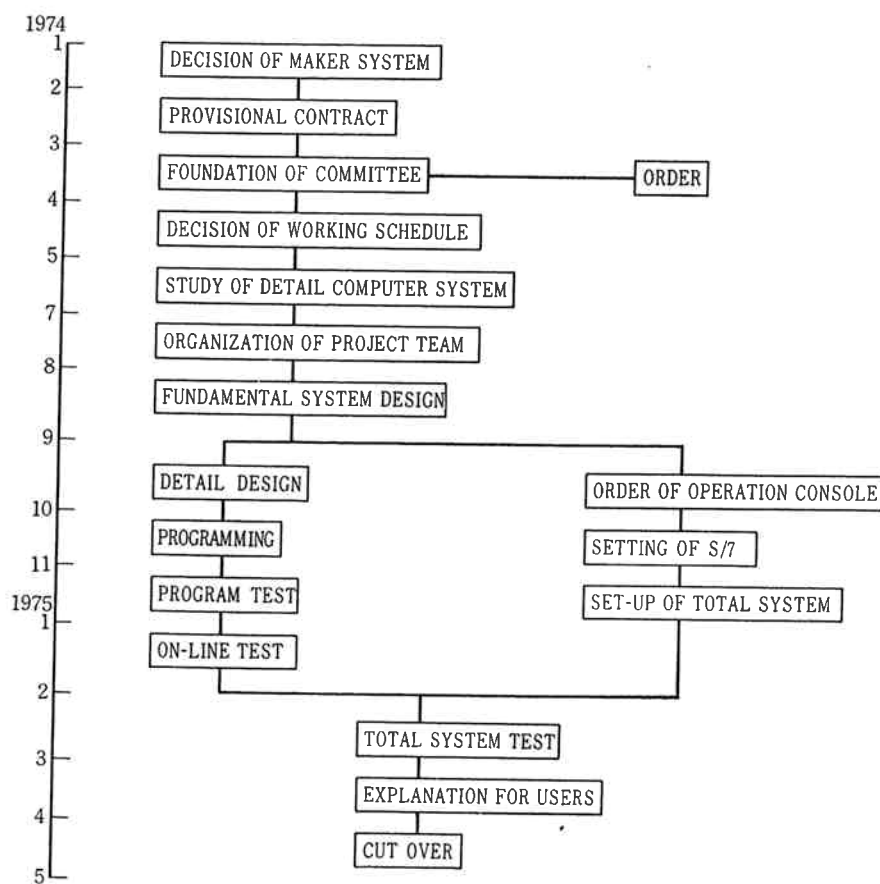 1974
1
DECISION OF MAKER SYSTEM
2
PROVISIONAL CONTRACT
3
FOUNDATION OF COMMITTEE
ORDER
4
DECISION OF WORKING SCHEDULE
5
STUDY OF DETAIL COMPUTER SYSTEM
7
ORGANIZATION OF PROJECT TEAM
8
FUNDAMENTAL SYSTEM DESIGN
9
DETAIL DESIGN
ORDER OF OPERATION CONSOLE
10
PROGRAMMING
SETTING OF S/7
11
PROGRAM TEST
SET-UP OF TOTAL SYSTEM
1975
1
ON-LINE TEST
2
TOTAL SYSTEM TEST
3
EXPLANATION FOR USERS
4
CUT OVER
5